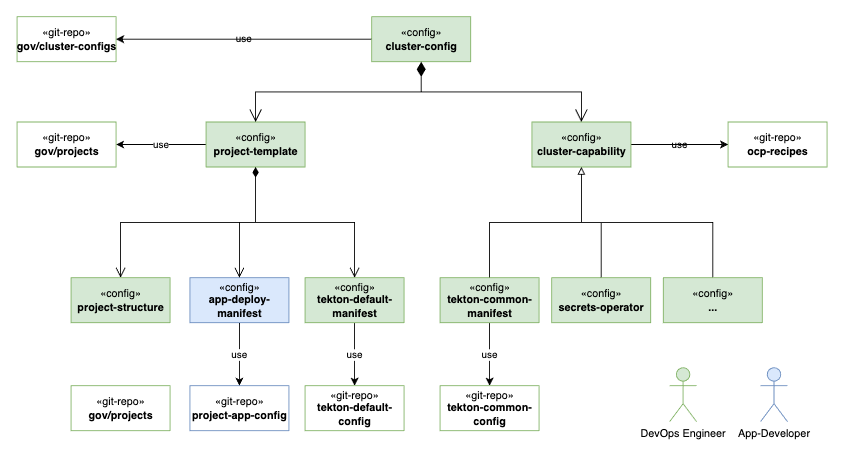 «git-repo»
gov/cluster-configs
use
«config»
cluster-config
«git-repo»
gov/projects
use
«config»
project-template
«config»
cluster-capability
use
«git-repo»
ocp-recipes
«config»
project-structure
«config»
app-deploy-
manifest
«config»
tekton-default-
manifest
«config»
tekton-common-
manifest
«config»
secrets-operator
«config»
...
use
use
use
«git-repo»
gov/projects
«git-repo»
project-app-config
«git-repo»
tekton-default-
config
«git-repo»
tekton-common-
config
DevOps Engineer
App-Developer